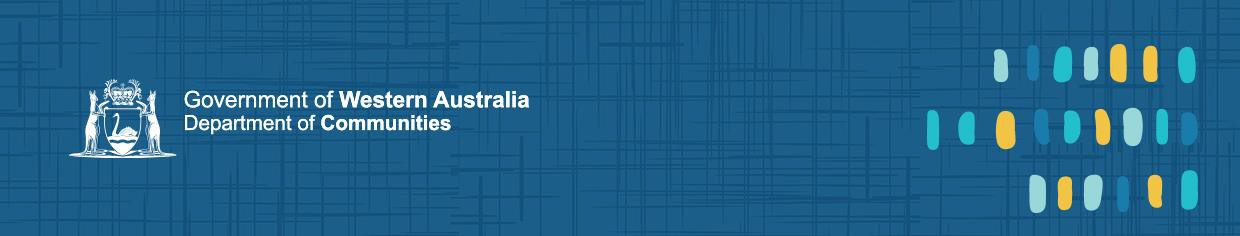 Government of Western Australia
Department of Communities